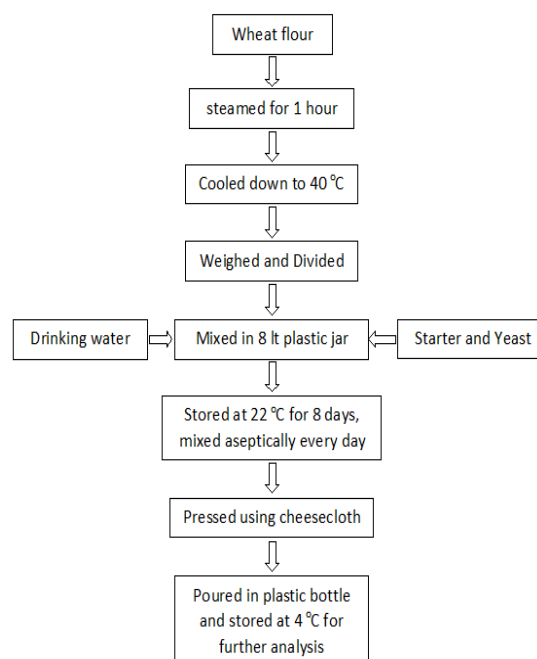 Wheat flour
steamed for 1 hour
Cooled down to 40 °C
Weighed and Divided
Drinking water
Mixed in 8 lt plastic jar
Starter and Yeast
Stored at 22 °C for 8 days,
mixed aseptically every day
Pressed using cheesecloth
Poured in plastic bottle
and stored at 4 °C for
further analysis